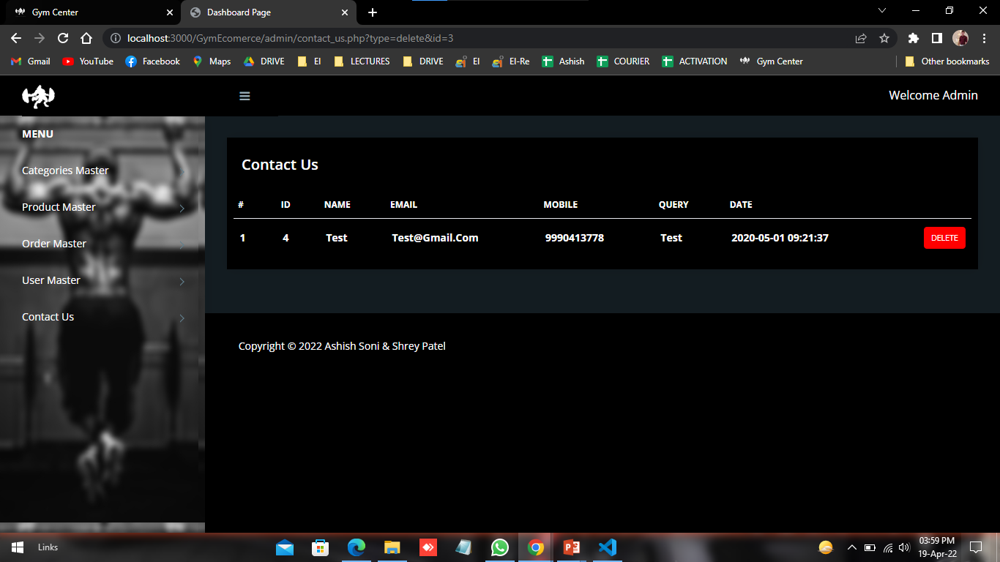 Gym Center
Dashboard Page
localhost:3000/GymEcomerce/admin/contact_us.php?type=delete&id=3
Gmail YouTube Facebook Maps DRIVE EI LECTURES DRIVE EI EI-Re Ashish COURIER ACTIVATION Gym Center Other bookmarks
Welcome Admin
MENU
Categories Master
Product Master
Order Master
User Master
Contact Us
Contact Us
# ID NAME EMAIL MOBILE QUERY DATE
1 4 Test Test@Gmail.Com 9990413778 Test 2020-05-01 09:21:37 DELETE
Copyright © 2022 Ashish Soni & Shrey Patel
Links
03:59 PM
19-Apr-22